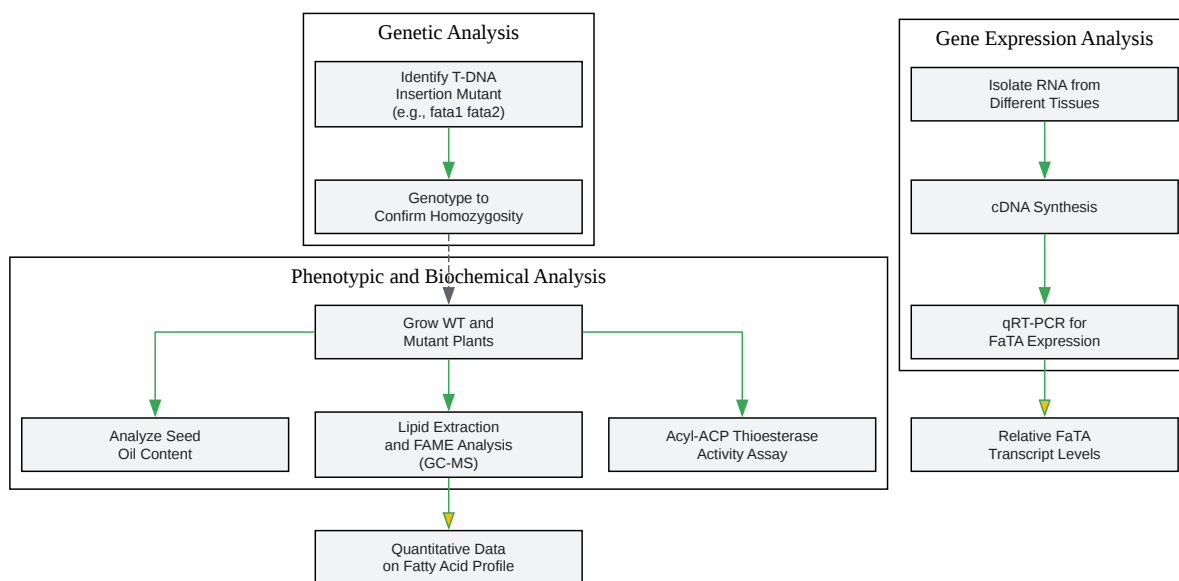 Genetic Analysis
Identify T-DNA
Insertion Mutant
(e.g., fata1 fata2)
Genotype to
Confirm Homozygosity
Phenotypic and Biochemical Analysis
Grow WT and
Mutant Plants
Analyze Seed
Oil Content
Lipid Extraction
and FAME Analysis
(GC-MS)
Acyl-ACP Thioesterase
Activity Assay
Quantitative Data
on Fatty Acid Profile
Gene Expression Analysis
Isolate RNA from
Different Tissues
cDNA Synthesis
qRT-PCR for
FaTA Expression
Relative FaTA
Transcript Levels